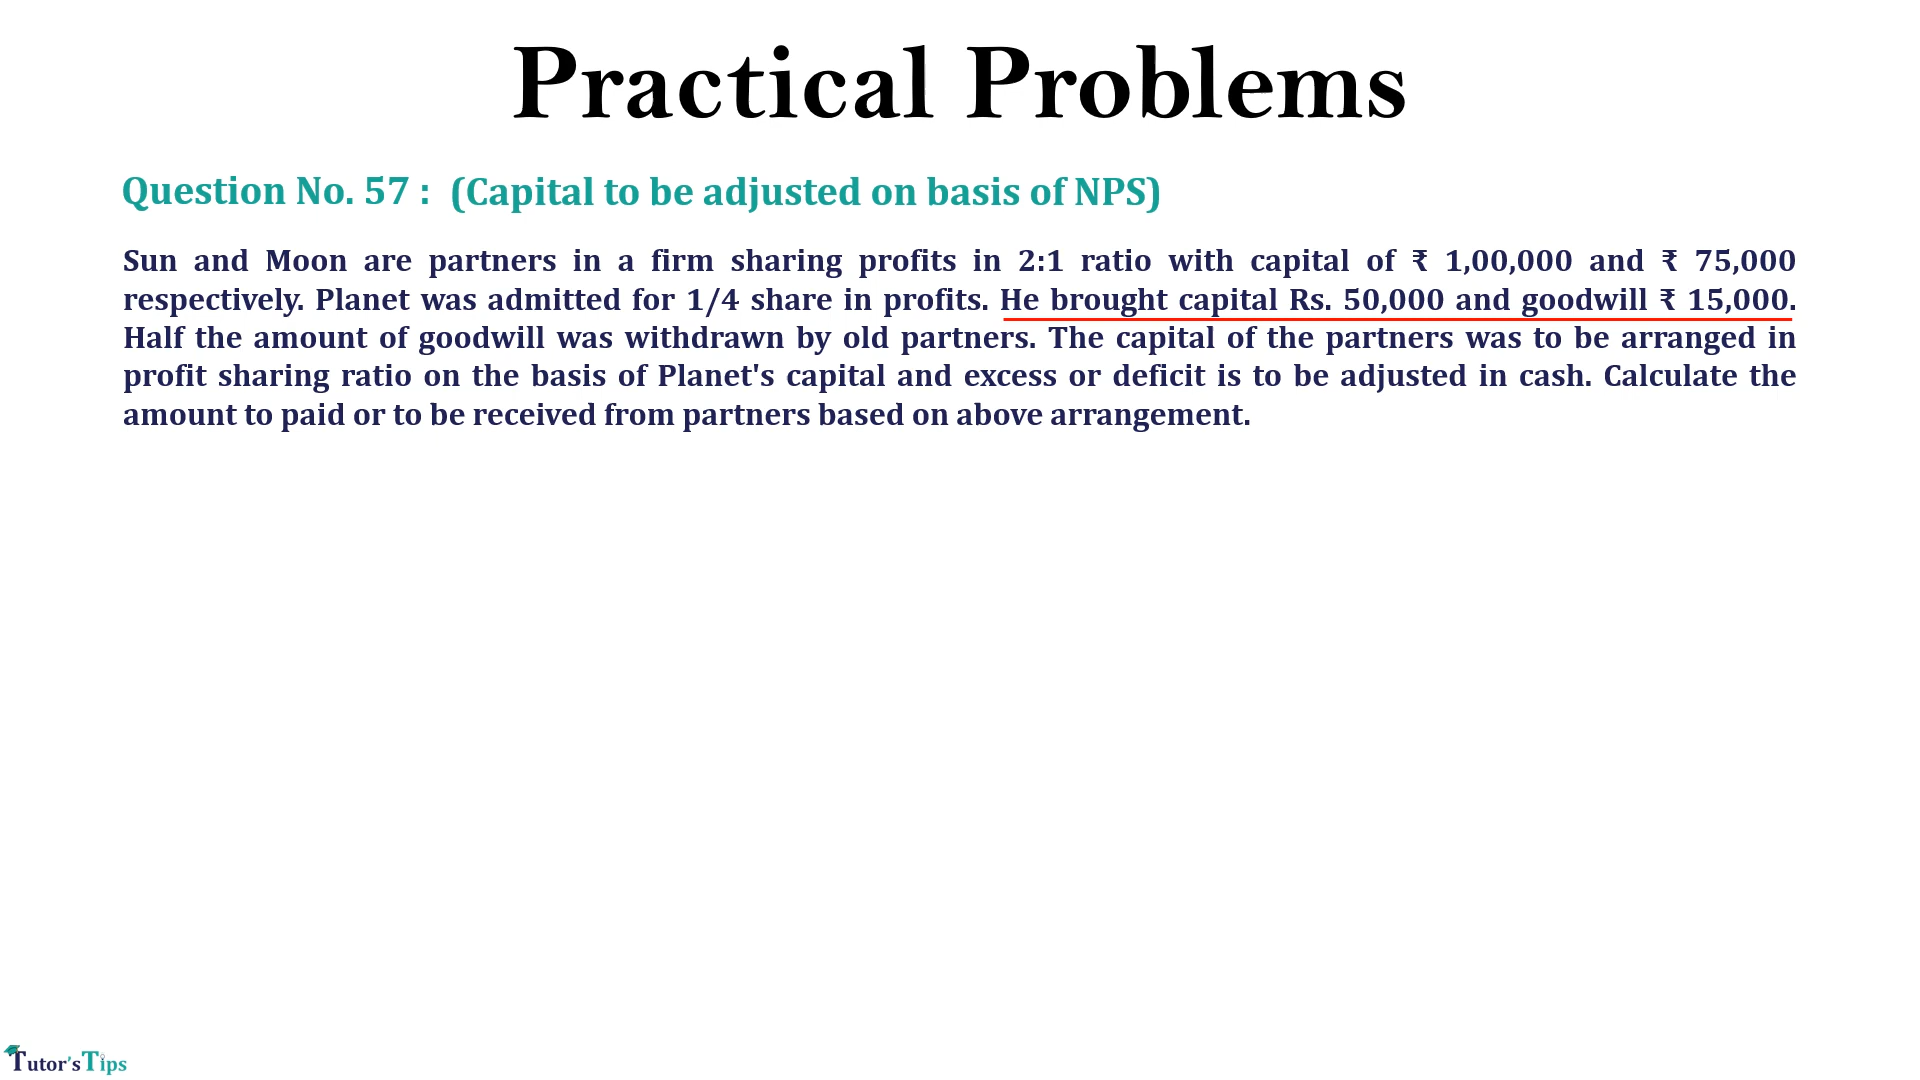 Practical Problems
Question No. 57 : (Capital to be adjusted on basis of NPS)
Sun and Moon are partners in a firm sharing profits in 2:1 ratio with capital of ₹ 1,00,000 and ₹ 75,000
respectively. Planet was admitted for 1/4 share in profits. He brought capital Rs. 50,000 and goodwill ₹ 15,000.
Half the amount of goodwill was withdrawn by old partners. The capital of the partners was to be arranged in
profit sharing ratio on the basis of Planet's capital and excess or deficit is to be adjusted in cash. Calculate the
amount to paid or to be received from partners based on above arrangement.
Tutor'sTips